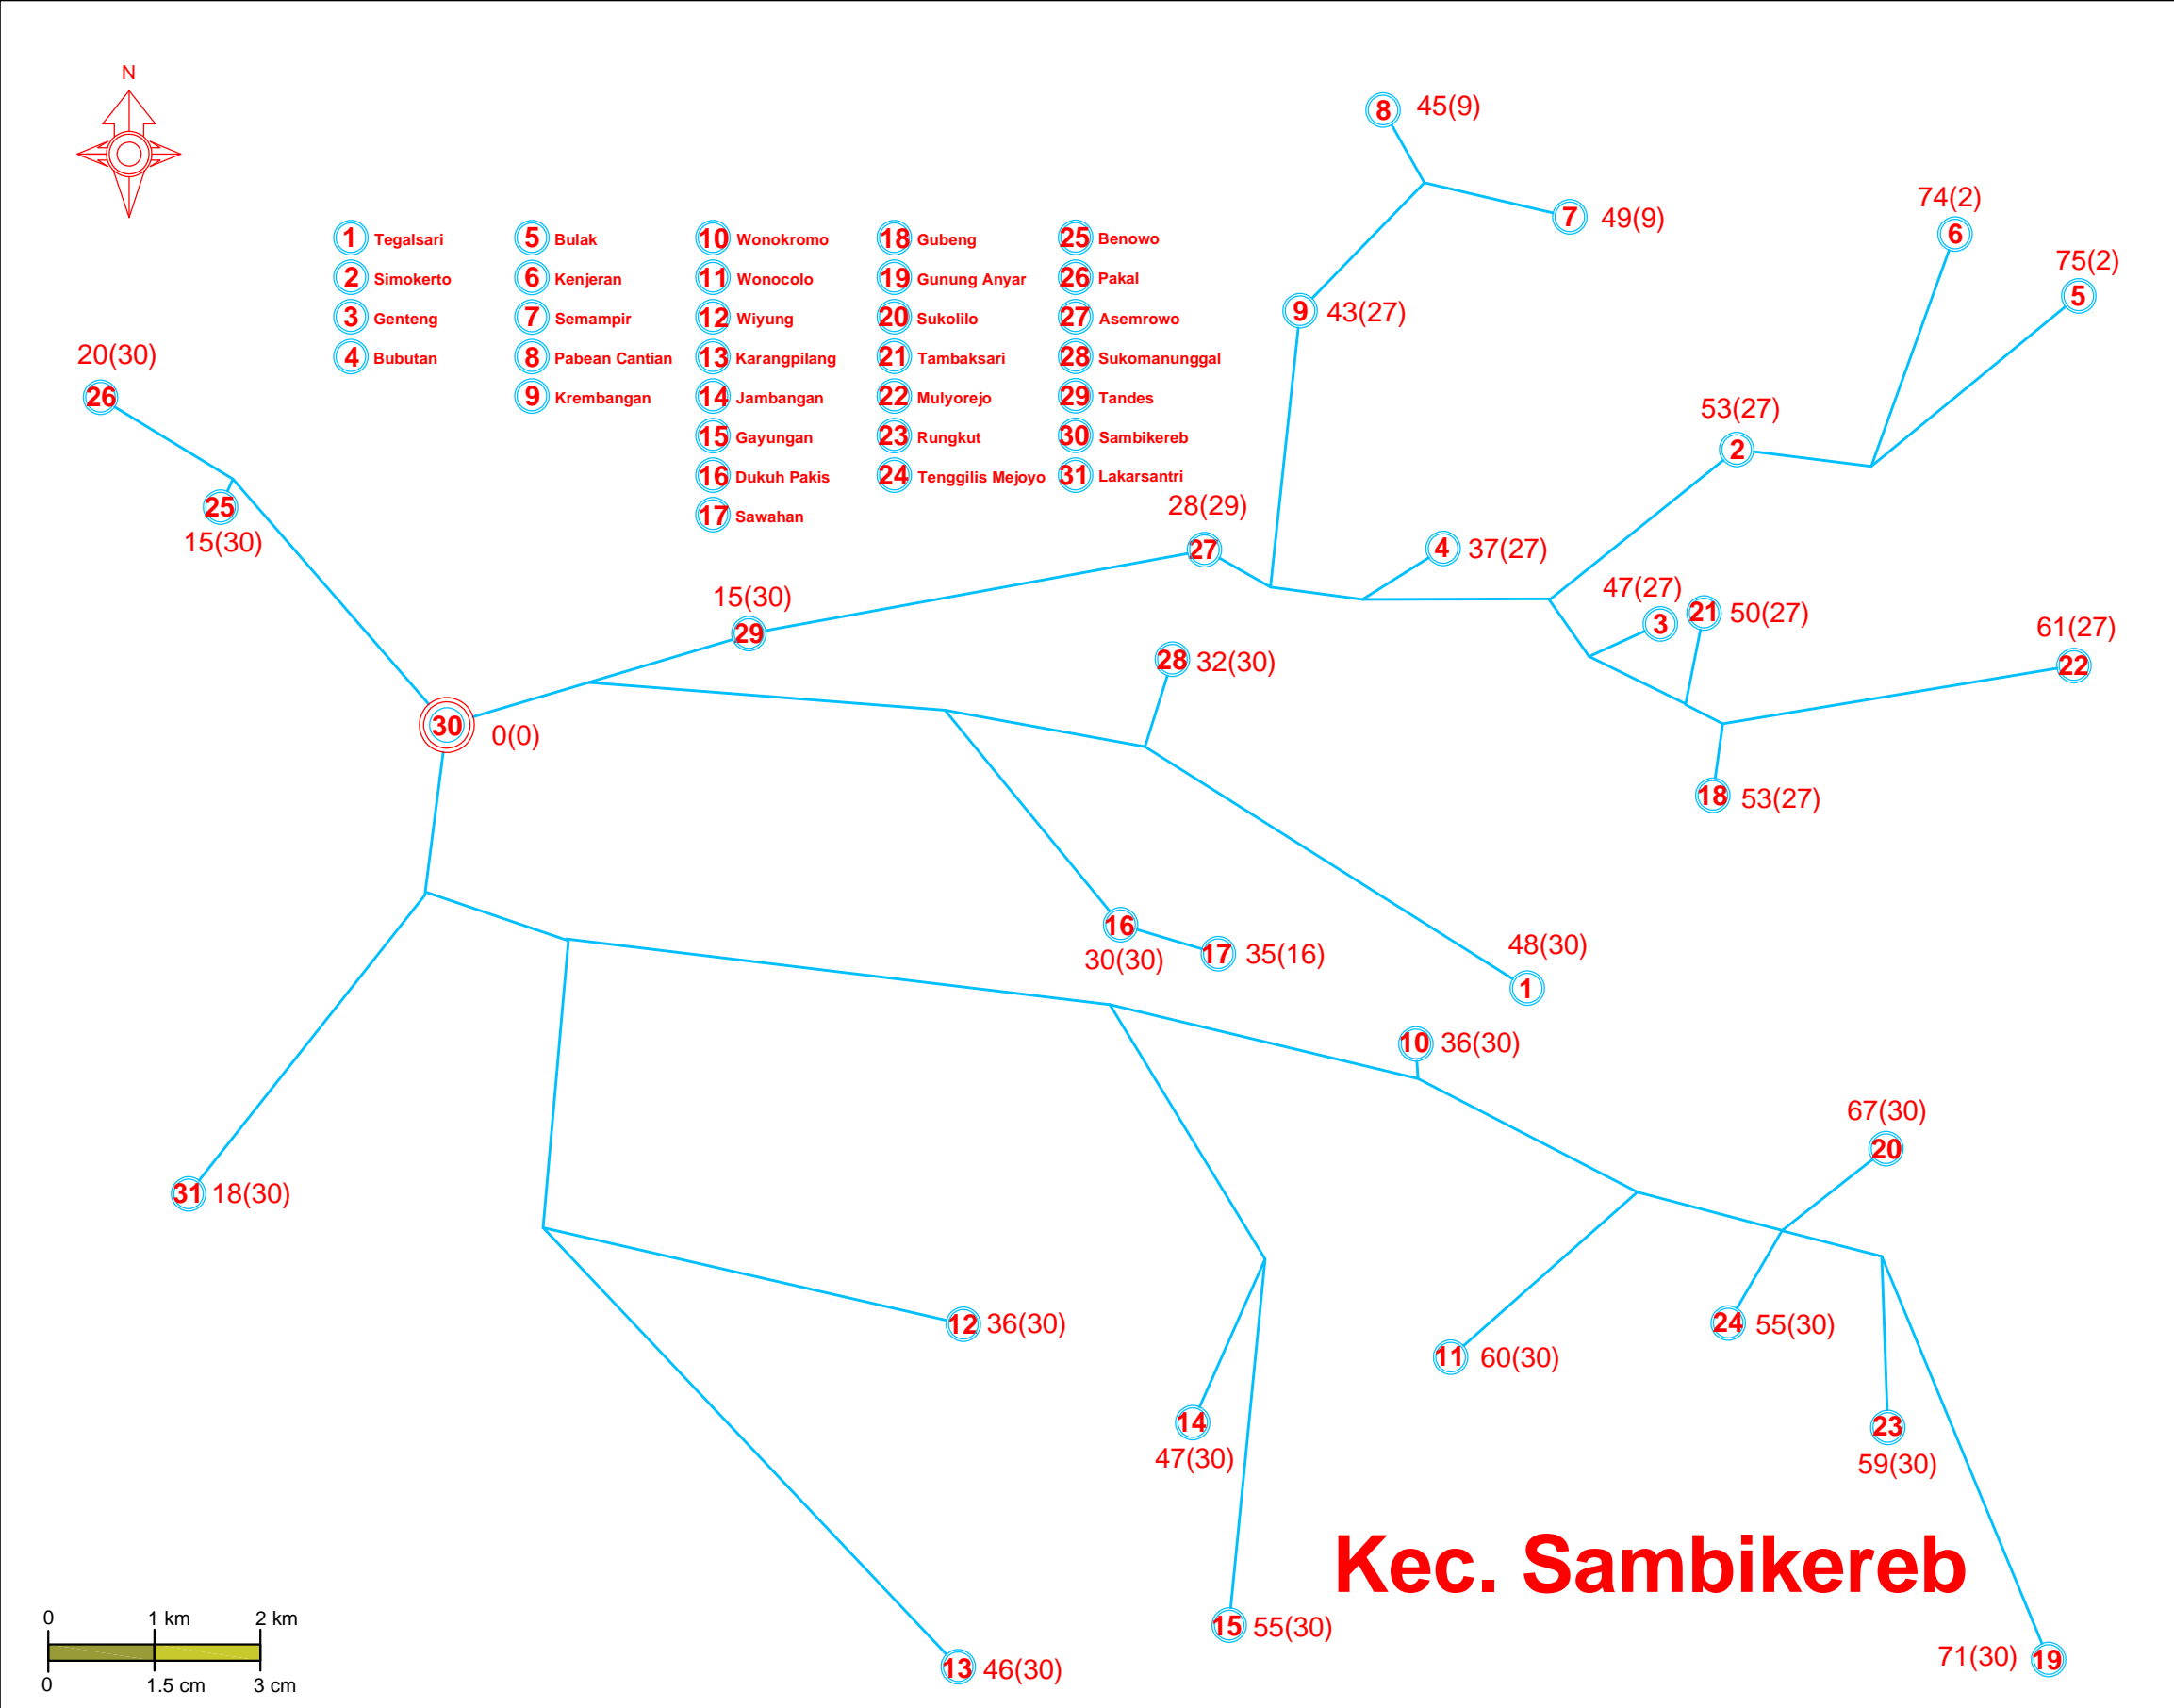 N
8 45(9)
7 49(9)
74(2)
6
75(2)
5
1 Tegalsari
2 Simokerto
3 Genteng
4 Bubutan
5 Bulak
6 Kenjeran
7 Semampir
8 Pabean Cantian
9 Krembangan
10 Wonokromo
11 Wonocolo
12 Wiyung
13 Karangpilang
14 Jambangan
15 Gayungan
16 Dukuh Pakis
17 Sawahan
18 Gubeng
19 Gunung Anyar
20 Sukolilo
21 Tambaksari
22 Mulyorejo
23 Rungkut
24 Tenggilis Mejoyo
25 Benowo
26 Pakal
27 Asemrowo
28 Sukomanunggal
29 Tandes
30 Sambikereb
31 Lakarsantri
9 43(27)
20(30)
26
25
15(30)
53(27)
2
28(29)
27
4 37(27)
15(30)
29
47(27)
3
21 50(27)
61(27)
22
28 32(30)
30 0(0)
18 53(27)
16
30(30)
17 35(16)
48(30)
1
10 36(30)
67(30)
20
31 18(30)
12 36(30)
24 55(30)
11 60(30)
14
47(30)
23
59(30)
Kec. Sambikereb
15 55(30)
13 46(30)
71(30) 19
0 1 km 2 km
0 1.5 cm 3 cm